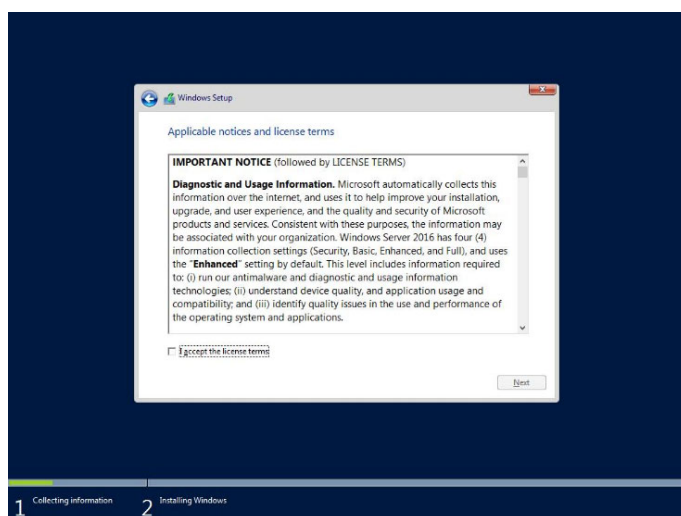 Windows Setup
Applicable notices and license terms
IMPORTANT NOTICE (followed by LICENSE TERMS)
Diagnostic and Usage Information. Microsoft automatically collects this
information over the internet, and uses it to help improve your installation,
upgrade, and user experience, and the quality and security of Microsoft
products and services. Consistent with these purposes, the information may
be associated with your organization. Windows Server 2016 has four (4)
information collection settings (Security, Basic, Enhanced, and Full), and uses
the "Enhanced" setting by default. This level includes information required
to: (i) run our antimalware and diagnostic and usage information
technologies; (ii) understand device quality, and application usage and
compatibility; and (iii) identify quality issues in the use and performance of
the operating system and applications.
I accept the license terms
Next
1 Collecting information 2 Installing Windows